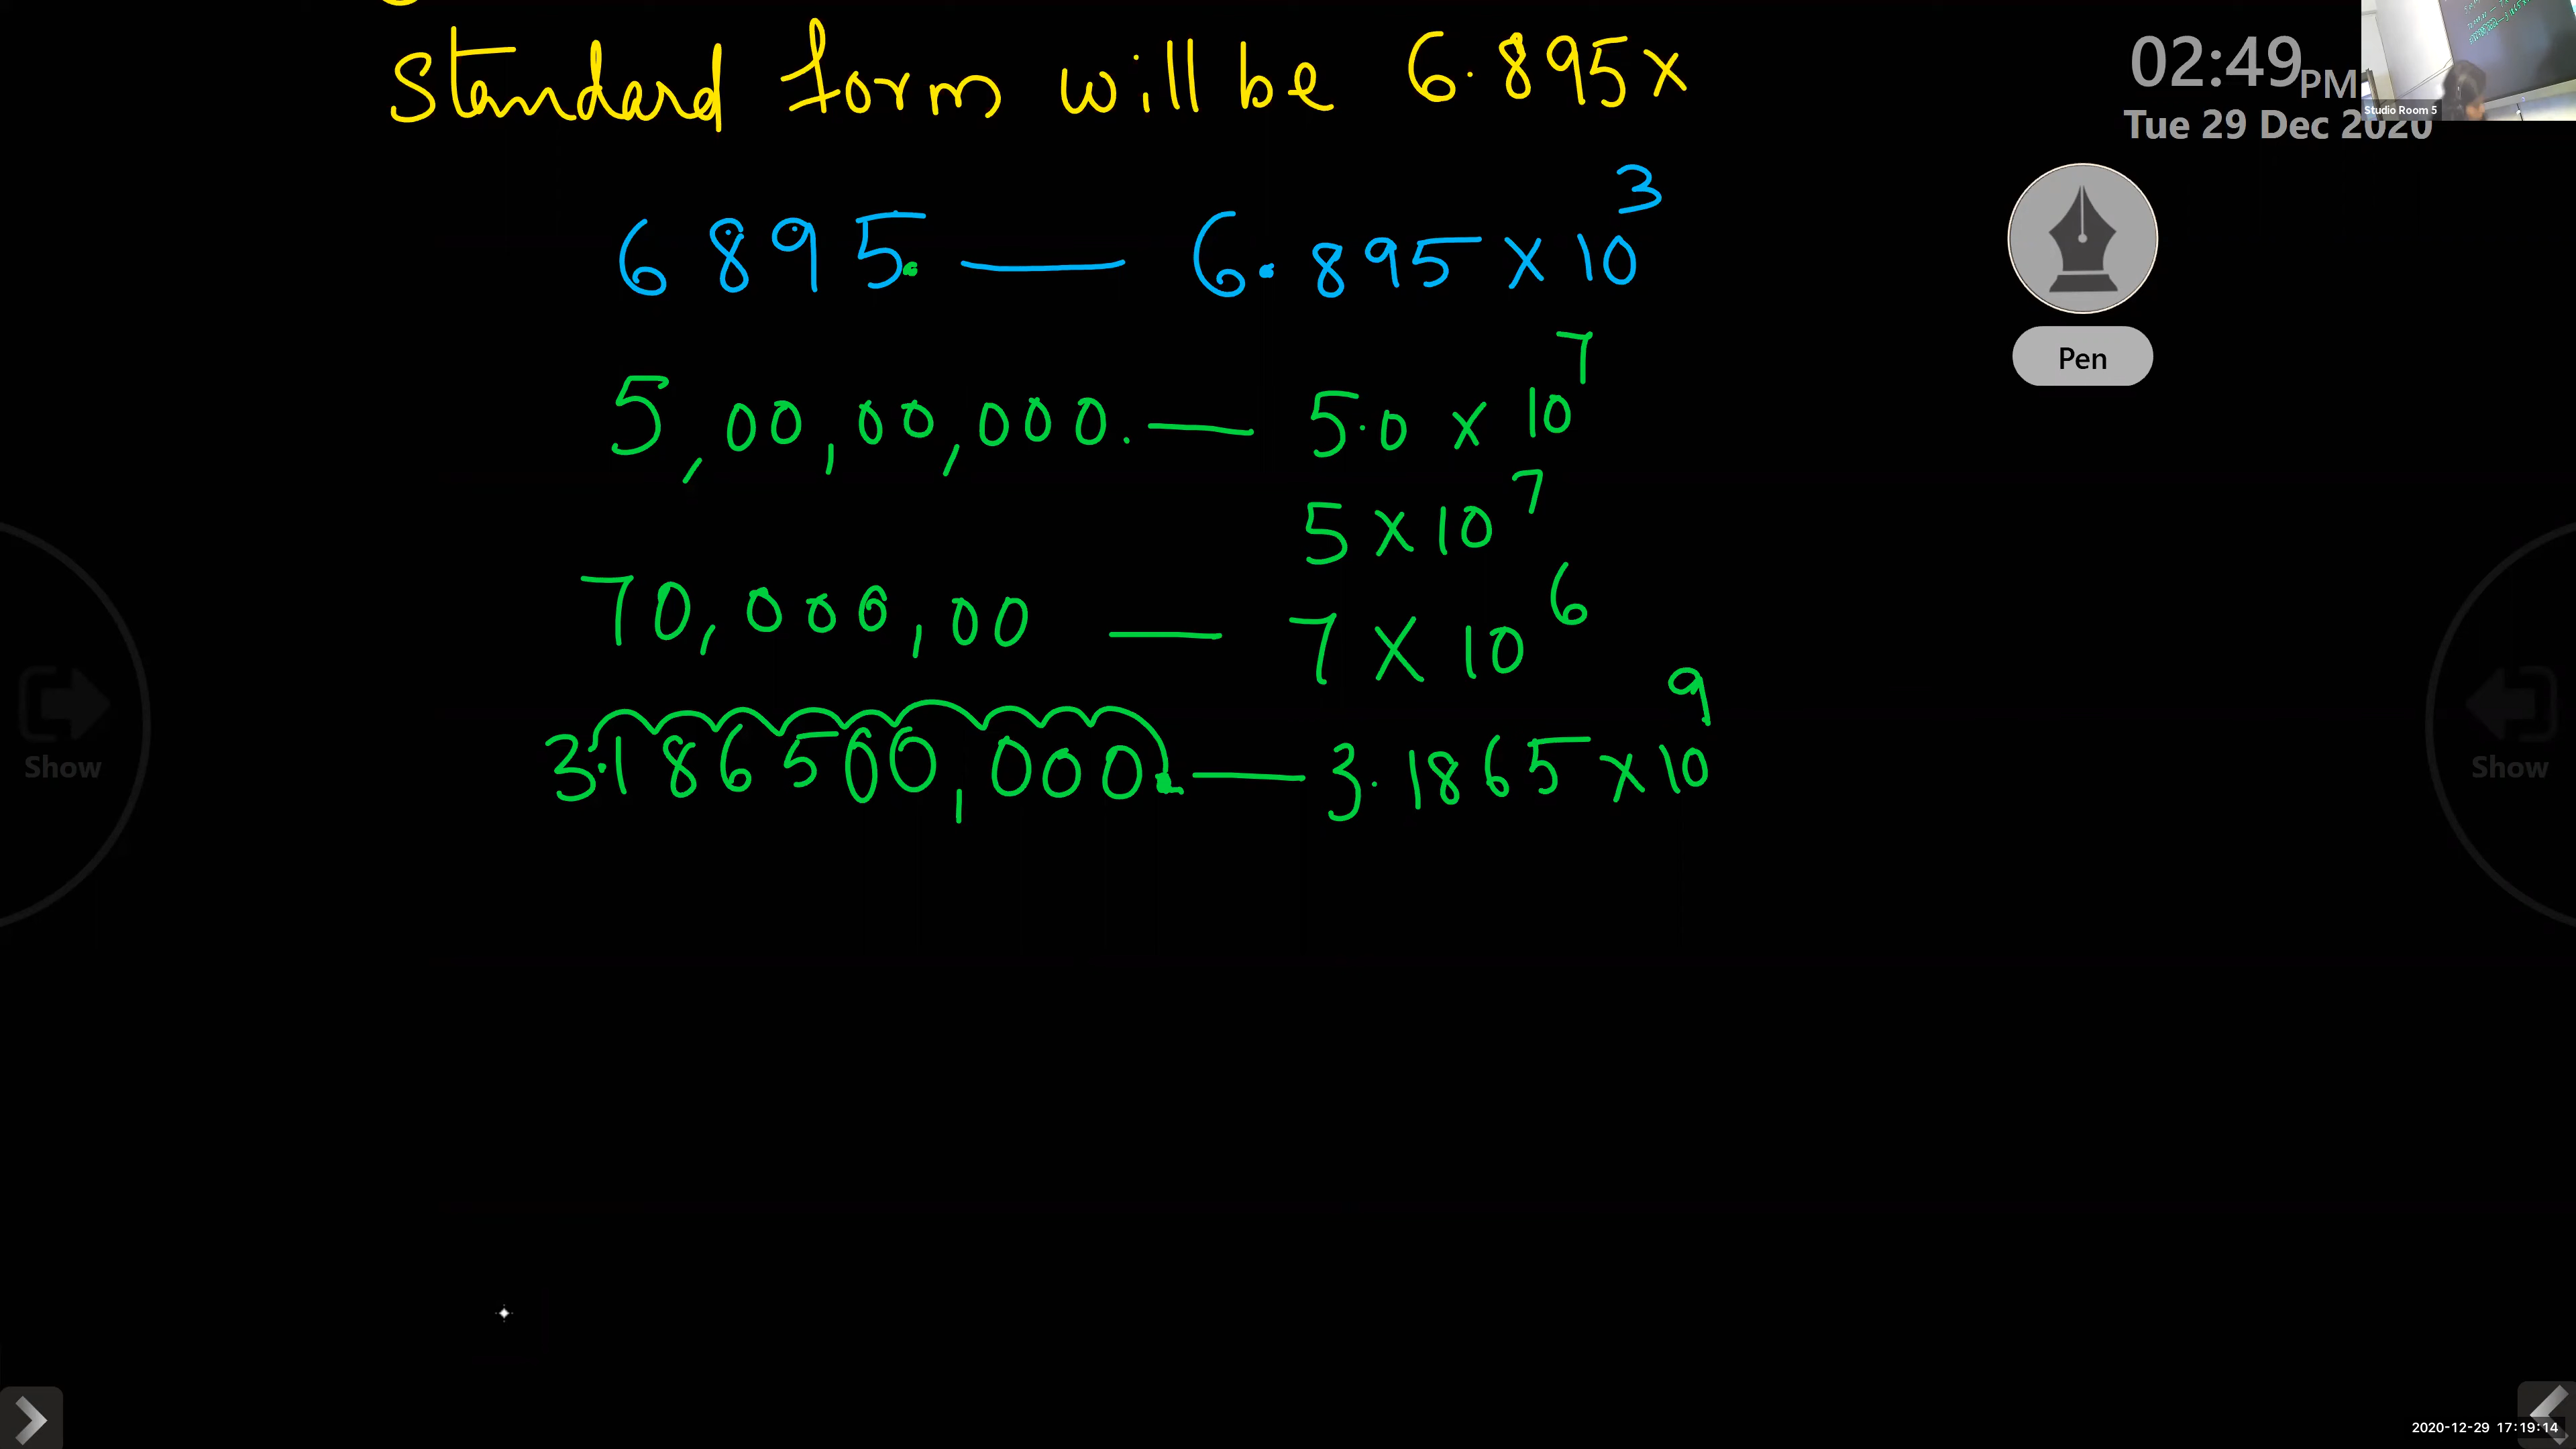 Standard form will be 6.895×
02:49PM
Studio Room 5
Tue 29 Dec 2020
6895. — 6.895 × 10³
Pen
5,00,00,000. — 5.0 × 10⁷
5 × 10⁷
70,000,00 — 7 × 10⁶
Show
3.186500,000. — 3.1865 × 10⁹
Show
2020-12-29 17:19:14